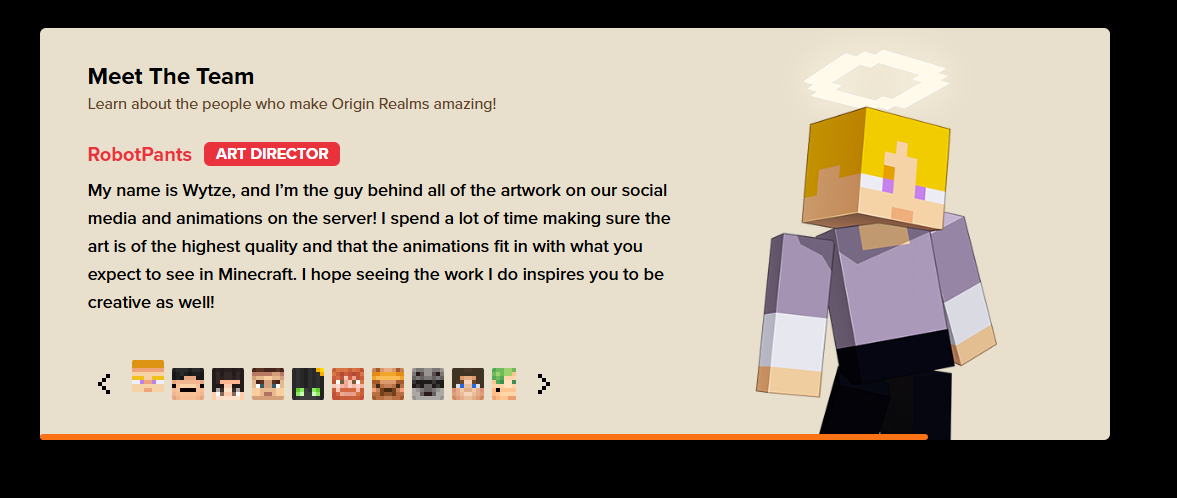 Meet The Team
Learn about the people who make Origin Realms amazing!
RobotPants ART DIRECTOR
My name is Wytze, and I'm the guy behind all of the artwork on our social
media and animations on the server! I spend a lot of time making sure the
art is of the highest quality and that the animations fit in with what you
expect to see in Minecraft. I hope seeing the work I do inspires you to be
creative as well!